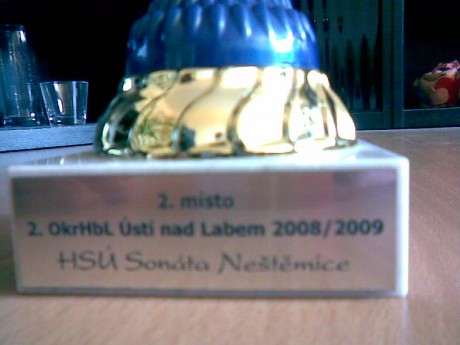 2. místo
2. OkrHbL Ústí nad Labem 2008/2009
HSÚ Sonáta Neštěmice